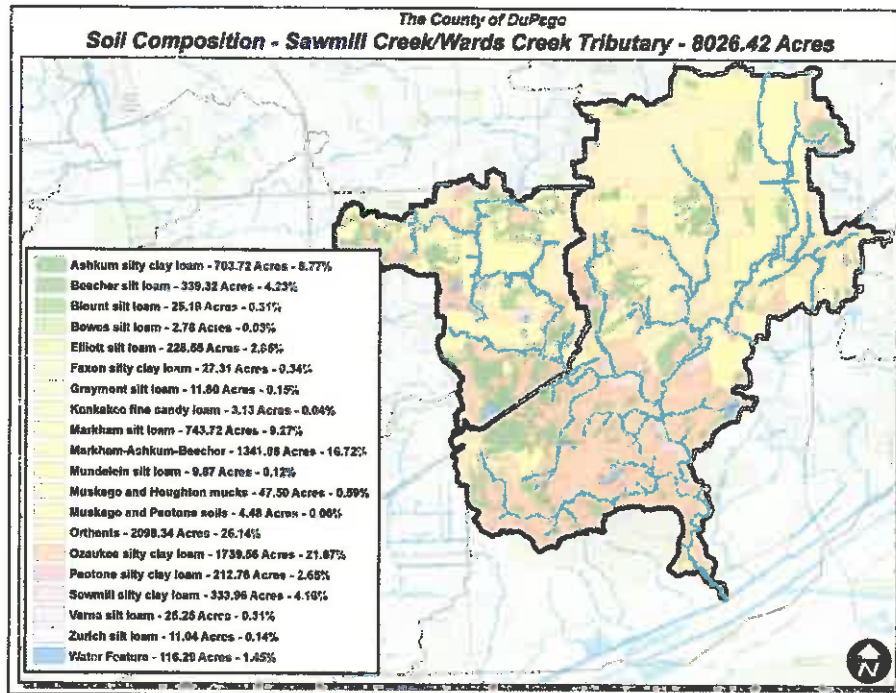 The County of DuPage
Soil Composition - Sawmill Creek/Wards Creek Tributary - 8026.42 Acres
Ashkum silty clay loam - 703.72 Acres - 8.77%
Beecher silt loam - 339.32 Acres - 4.23%
Blount silt loam - 25.18 Acres - 0.31%
Bowes silt loam - 2.76 Acres - 0.03%
Elliott silt loam - 228.55 Acres - 2.85%
Faxon silty clay loam - 27.31 Acres - 0.34%
Graymont silt loam - 11.80 Acres - 0.15%
Kankakee fine sandy loam - 3.13 Acres - 0.04%
Markham silt loam - 743.72 Acres - 9.27%
Markham-Ashkum-Beecher - 1341.88 Acres - 16.72%
Mundelein silt loam - 9.87 Acres - 0.12%
Muskego and Houghton mucks - 47.50 Acres - 0.59%
Muskego and Peotone soils - 4.48 Acres - 0.06%
Orthents - 2098.34 Acres - 26.14%
Ozaukee silty clay loam - 1739.56 Acres - 21.67%
Peotone silty clay loam - 212.76 Acres - 2.65%
Sawmill silty clay loam - 333.96 Acres - 4.16%
Varna silt loam - 25.25 Acres - 0.31%
Zurich silt loam - 11.04 Acres - 0.14%
Water Feature - 116.29 Acres - 1.45%
N